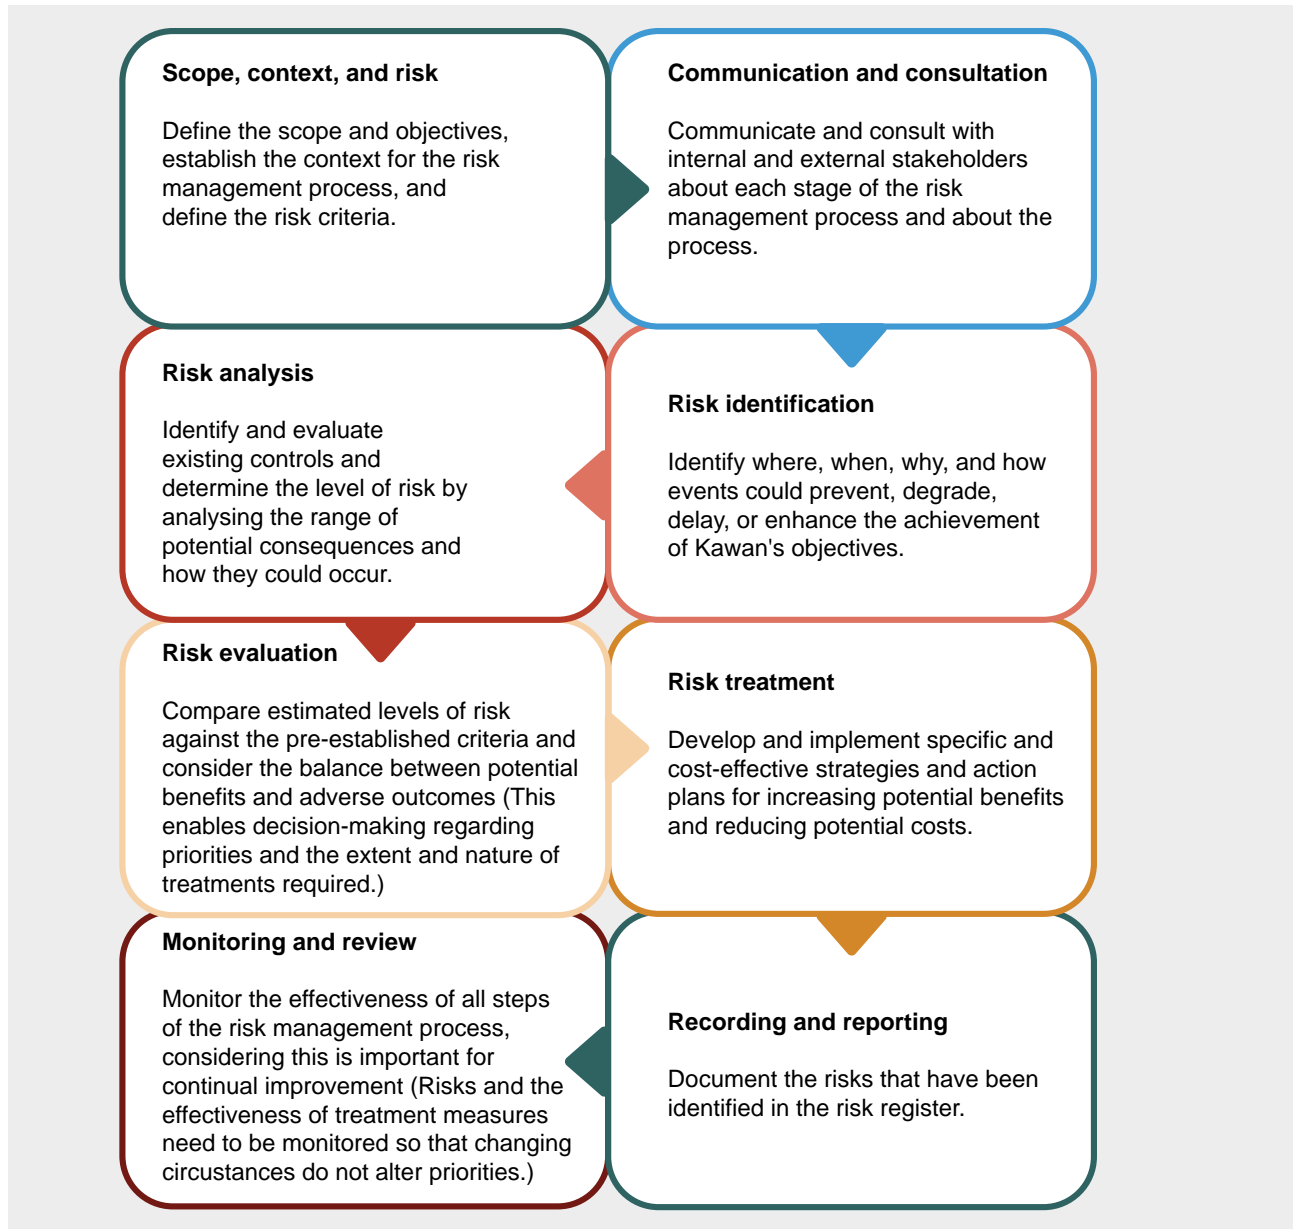 Scope, context, and risk
Define the scope and objectives,
establish the context for the risk
management process, and
define the risk criteria.
Communication and consultation
Communicate and consult with
internal and external stakeholders
about each stage of the risk
management process and about the
process.
Risk identification
Identify where, when, why, and how
events could prevent, degrade,
delay, or enhance the achievement
of Kawan's objectives.
Risk analysis
Identify and evaluate
existing controls and
determine the level of risk by
analysing the range of
potential consequences and
how they could occur.
Risk evaluation
Compare estimated levels of risk
against the pre-established criteria and
consider the balance between potential
benefits and adverse outcomes (This
enables decision-making regarding
priorities and the extent and nature of
treatments required.)
Risk treatment
Develop and implement specific and
cost-effective strategies and action
plans for increasing potential benefits
and reducing potential costs.
Recording and reporting
Document the risks that have been
identified in the risk register.
Monitoring and review
Monitor the effectiveness of all steps
of the risk management process,
considering this is important for
continual improvement (Risks and the
effectiveness of treatment measures
need to be monitored so that changing
circustances do not alter priorities.)